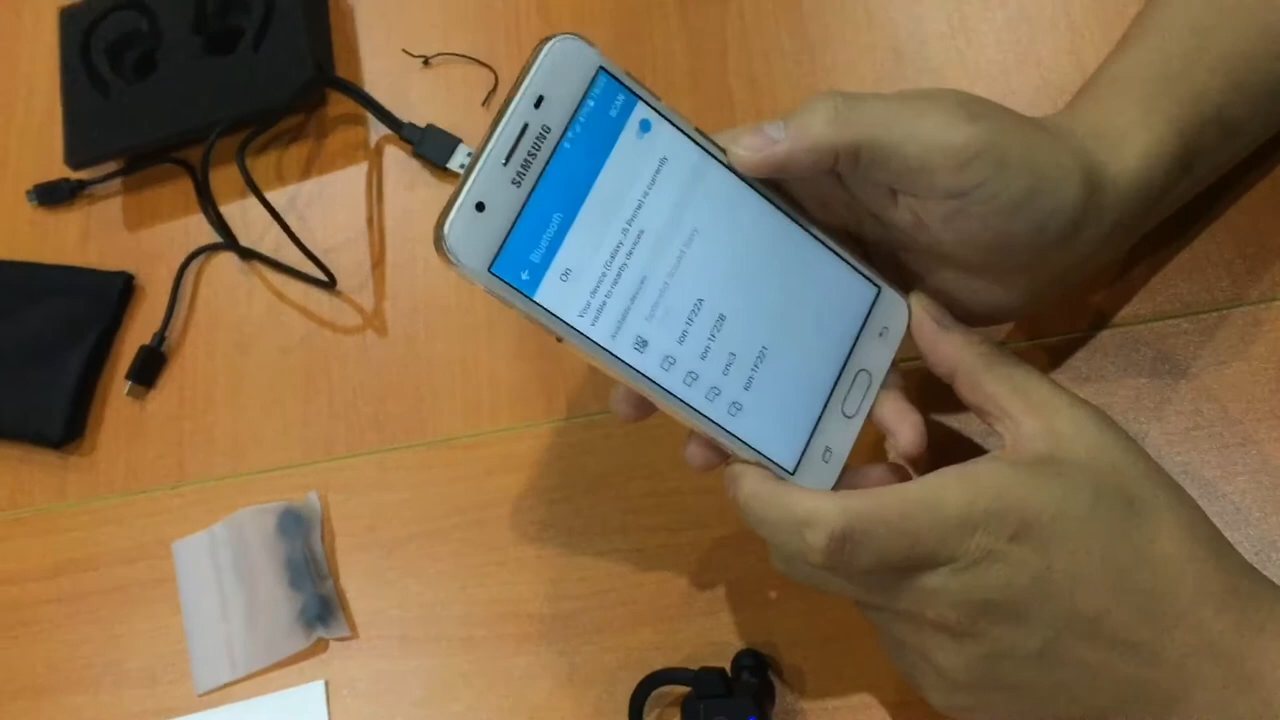 SAMSUNG
SCAN
Bluetooth
On
Your device (Galaxy J5 Prime) is currently
visible to nearby devices.
Available devices
ion-1F22A
ion-1F22B
cnc3
ion-1F221